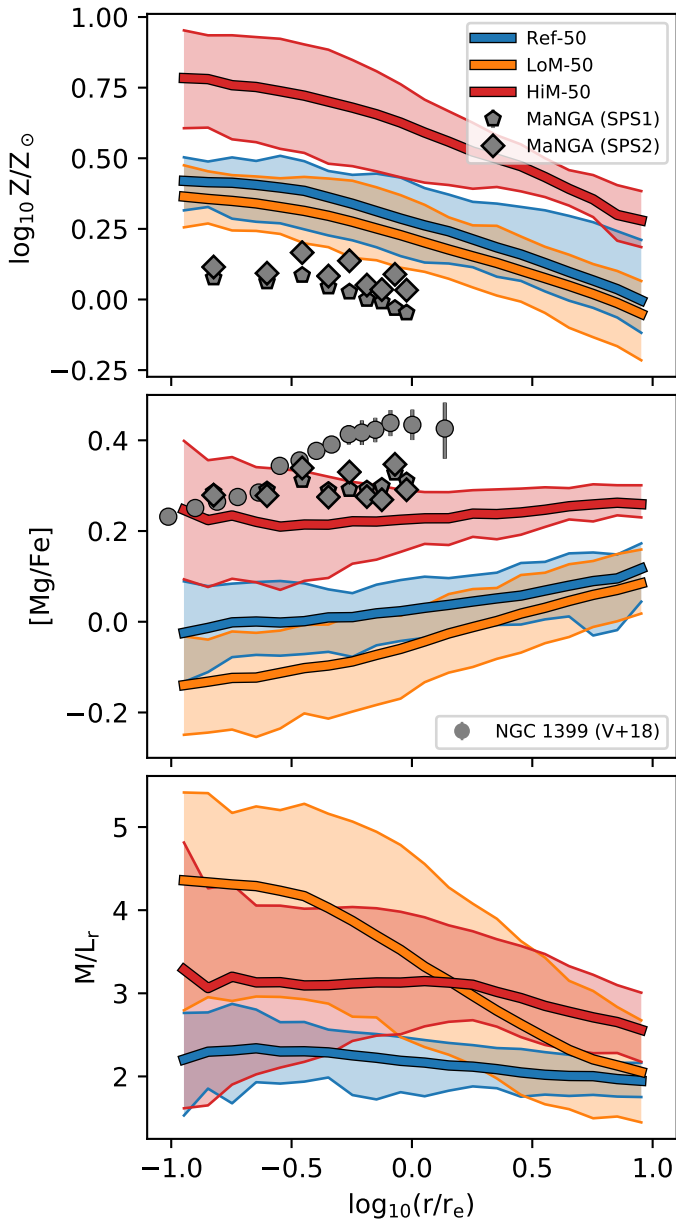 1.00
0.75
0.50
0.25
0.00
−0.25
log₁₀ Z/Z⊙
Ref-50
LoM-50
HiM-50
MaNGA (SPS1)
MaNGA (SPS2)
0.4
0.2
0.0
−0.2
[Mg/Fe]
NGC 1399 (V+18)
5
4
3
2
M/Lᵣ
−1.0 −0.5 0.0 0.5 1.0
log₁₀(r/rₑ)